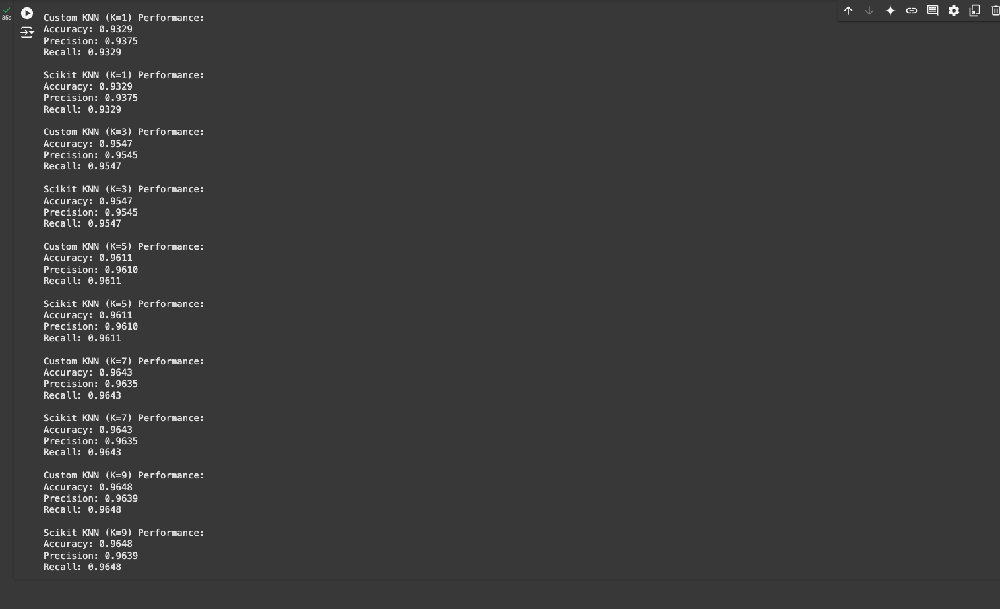 35s
Custom KNN (K=1) Performance:
Accuracy: 0.9329
Precision: 0.9375
Recall: 0.9329
Scikit KNN (K=1) Performance:
Accuracy: 0.9329
Precision: 0.9375
Recall: 0.9329
Custom KNN (K=3) Performance:
Accuracy: 0.9547
Precision: 0.9545
Recall: 0.9547
Scikit KNN (K=3) Performance:
Accuracy: 0.9547
Precision: 0.9545
Recall: 0.9547
Custom KNN (K=5) Performance:
Accuracy: 0.9611
Precision: 0.9610
Recall: 0.9611
Scikit KNN (K=5) Performance:
Accuracy: 0.9611
Precision: 0.9610
Recall: 0.9611
Custom KNN (K=7) Performance:
Accuracy: 0.9643
Precision: 0.9635
Recall: 0.9643
Scikit KNN (K=7) Performance:
Accuracy: 0.9643
Precision: 0.9635
Recall: 0.9643
Custom KNN (K=9) Performance:
Accuracy: 0.9648
Precision: 0.9639
Recall: 0.9648
Scikit KNN (K=9) Performance:
Accuracy: 0.9648
Precision: 0.9639
Recall: 0.9648